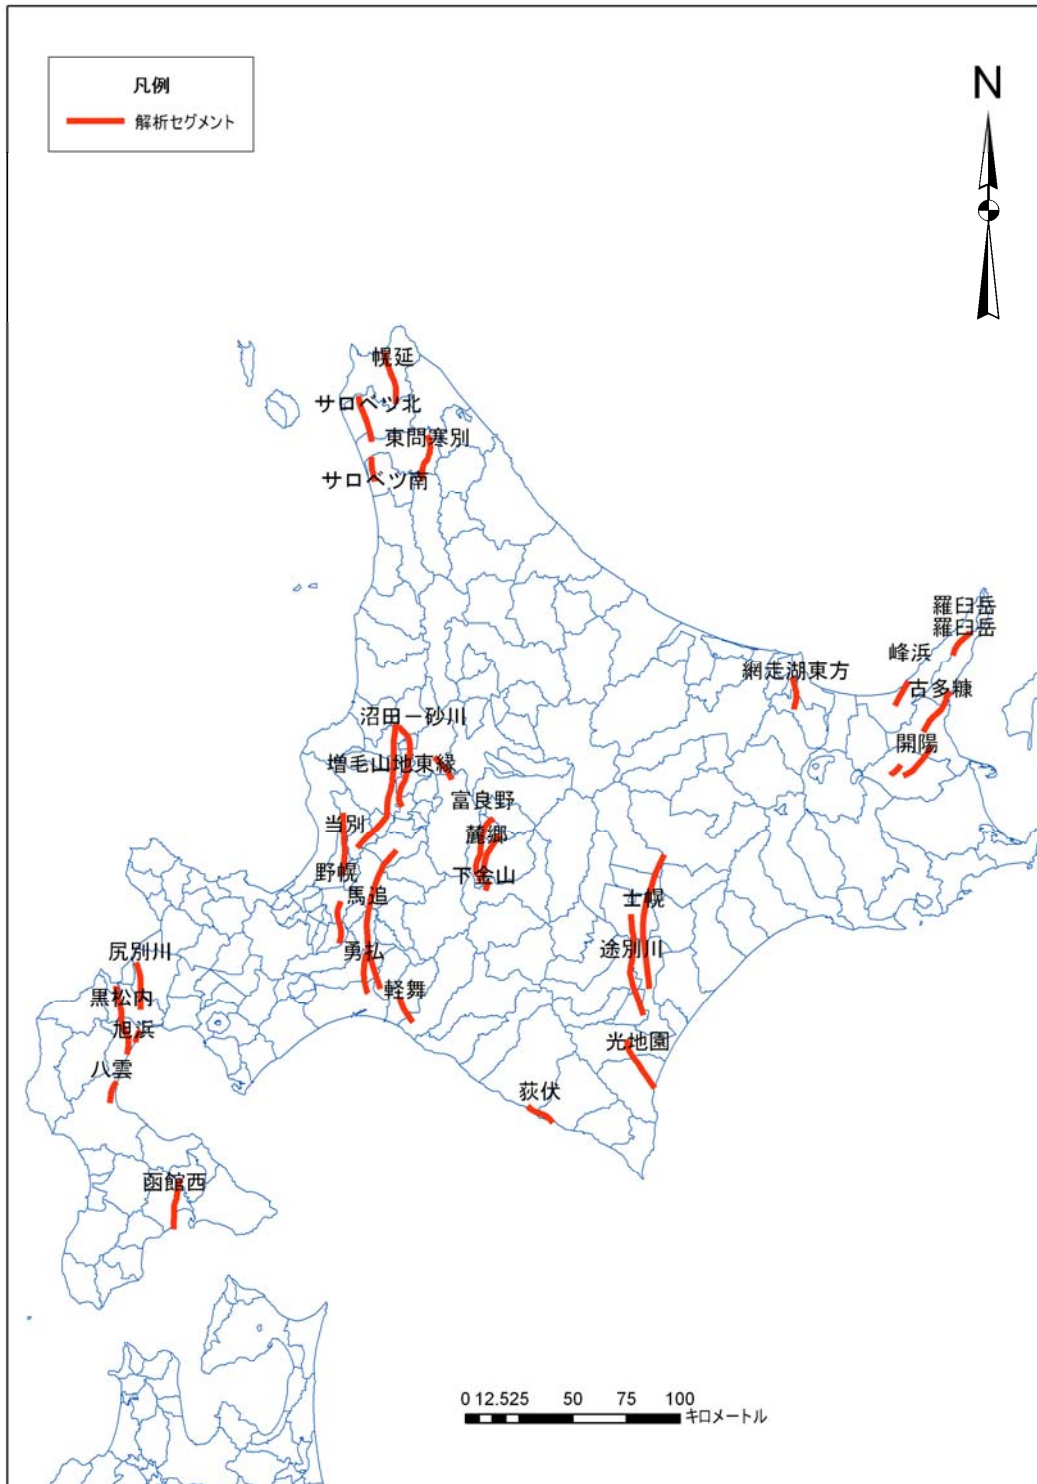 凡例
解析セグメント
N
幌延
サロベツ北
東問寒別
サロベツ南
羅臼岳
羅臼岳
峰浜
網走湖東方
古多糠
開陽
沼田－砂川
増毛山地東縁
富良野
当別
麓郷
野幌
下金山
馬追
士幌
勇払
途別川
尻別川
軽舞
黒松内
旭浜
光地園
八雲
荻伏
函館西
0 12.525 50 75 100
キロメートル